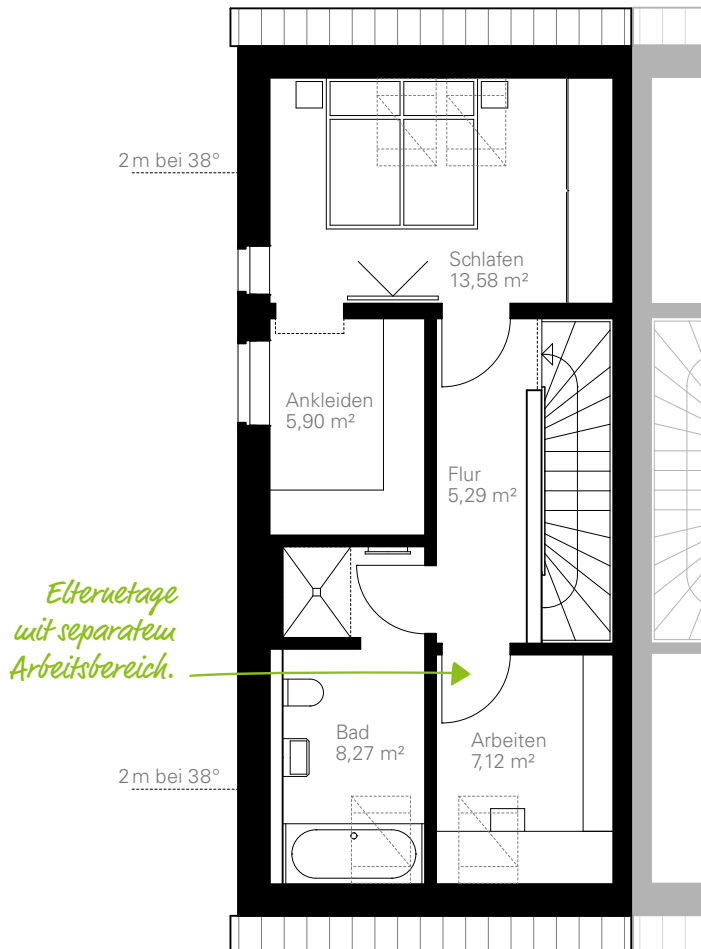 2 m bei 38°
Schlafen
13,58 m²
Ankleiden
5,90 m²
Flur
5,29 m²
Elternetage
mit separatem
Arbeitsbereich.
Bad
8,27 m²
Arbeiten
7,12 m²
2 m bei 38°